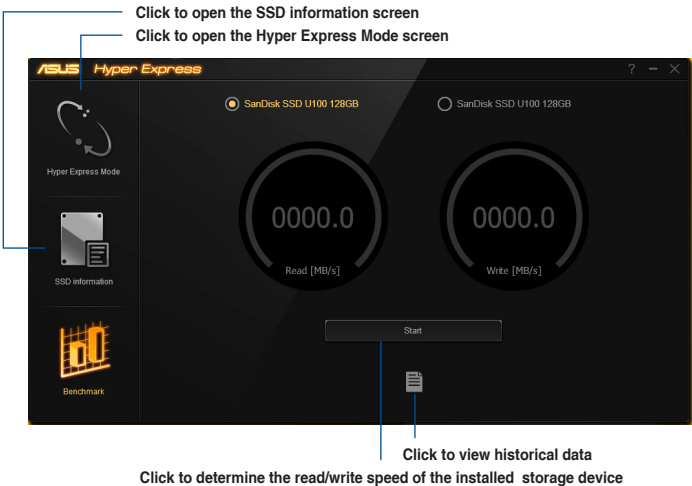 Click to open the SSD information screen
Click to open the Hyper Express Mode screen
ASUS Hyper Express
? – ×
SanDisk SSD U100 128GB
SanDisk SSD U100 128GB
Hyper Express Mode
0000.0
0000.0
Read [MB/s]
Write [MB/s]
SSD information
Start
Benchmark
Click to view historical data
Click to determine the read/write speed of the installed storage device